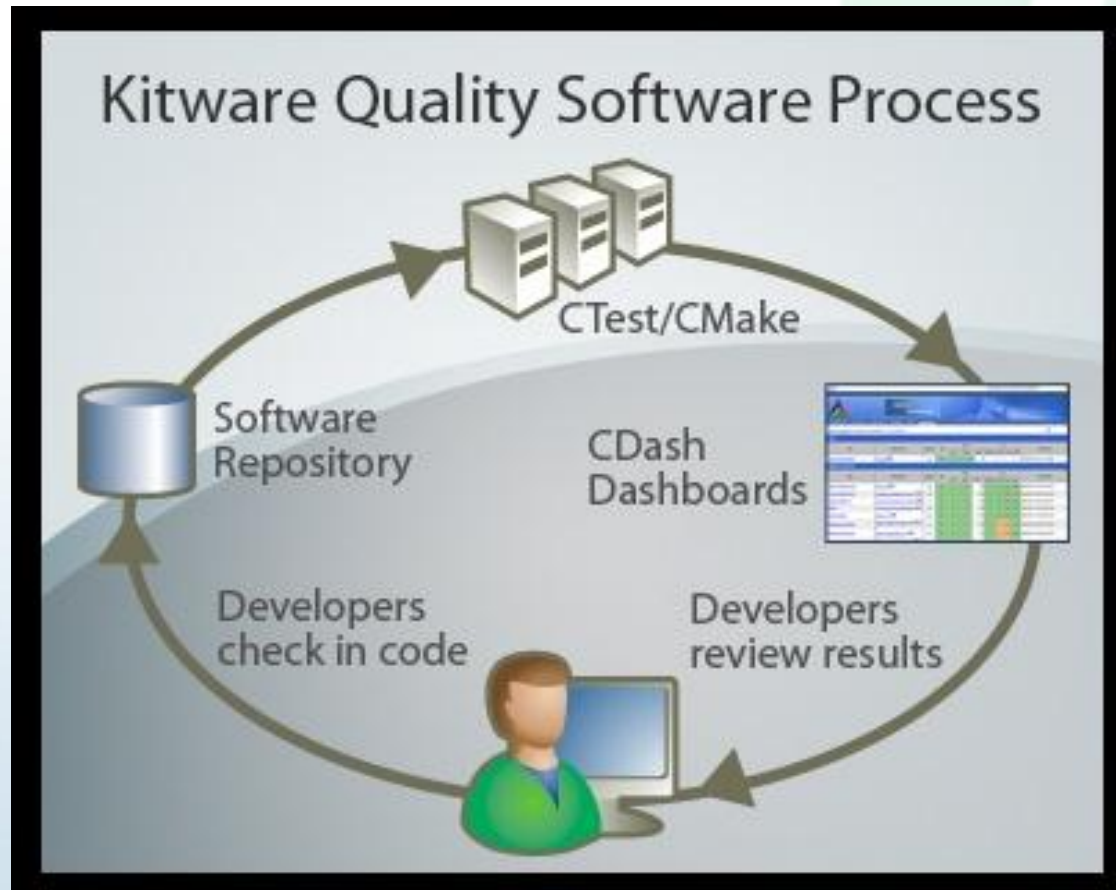 Kitware Quality Software Process
CTest/CMake
Software
Repository
CDash
Dashboards
Developers
check in code
Developers
review results